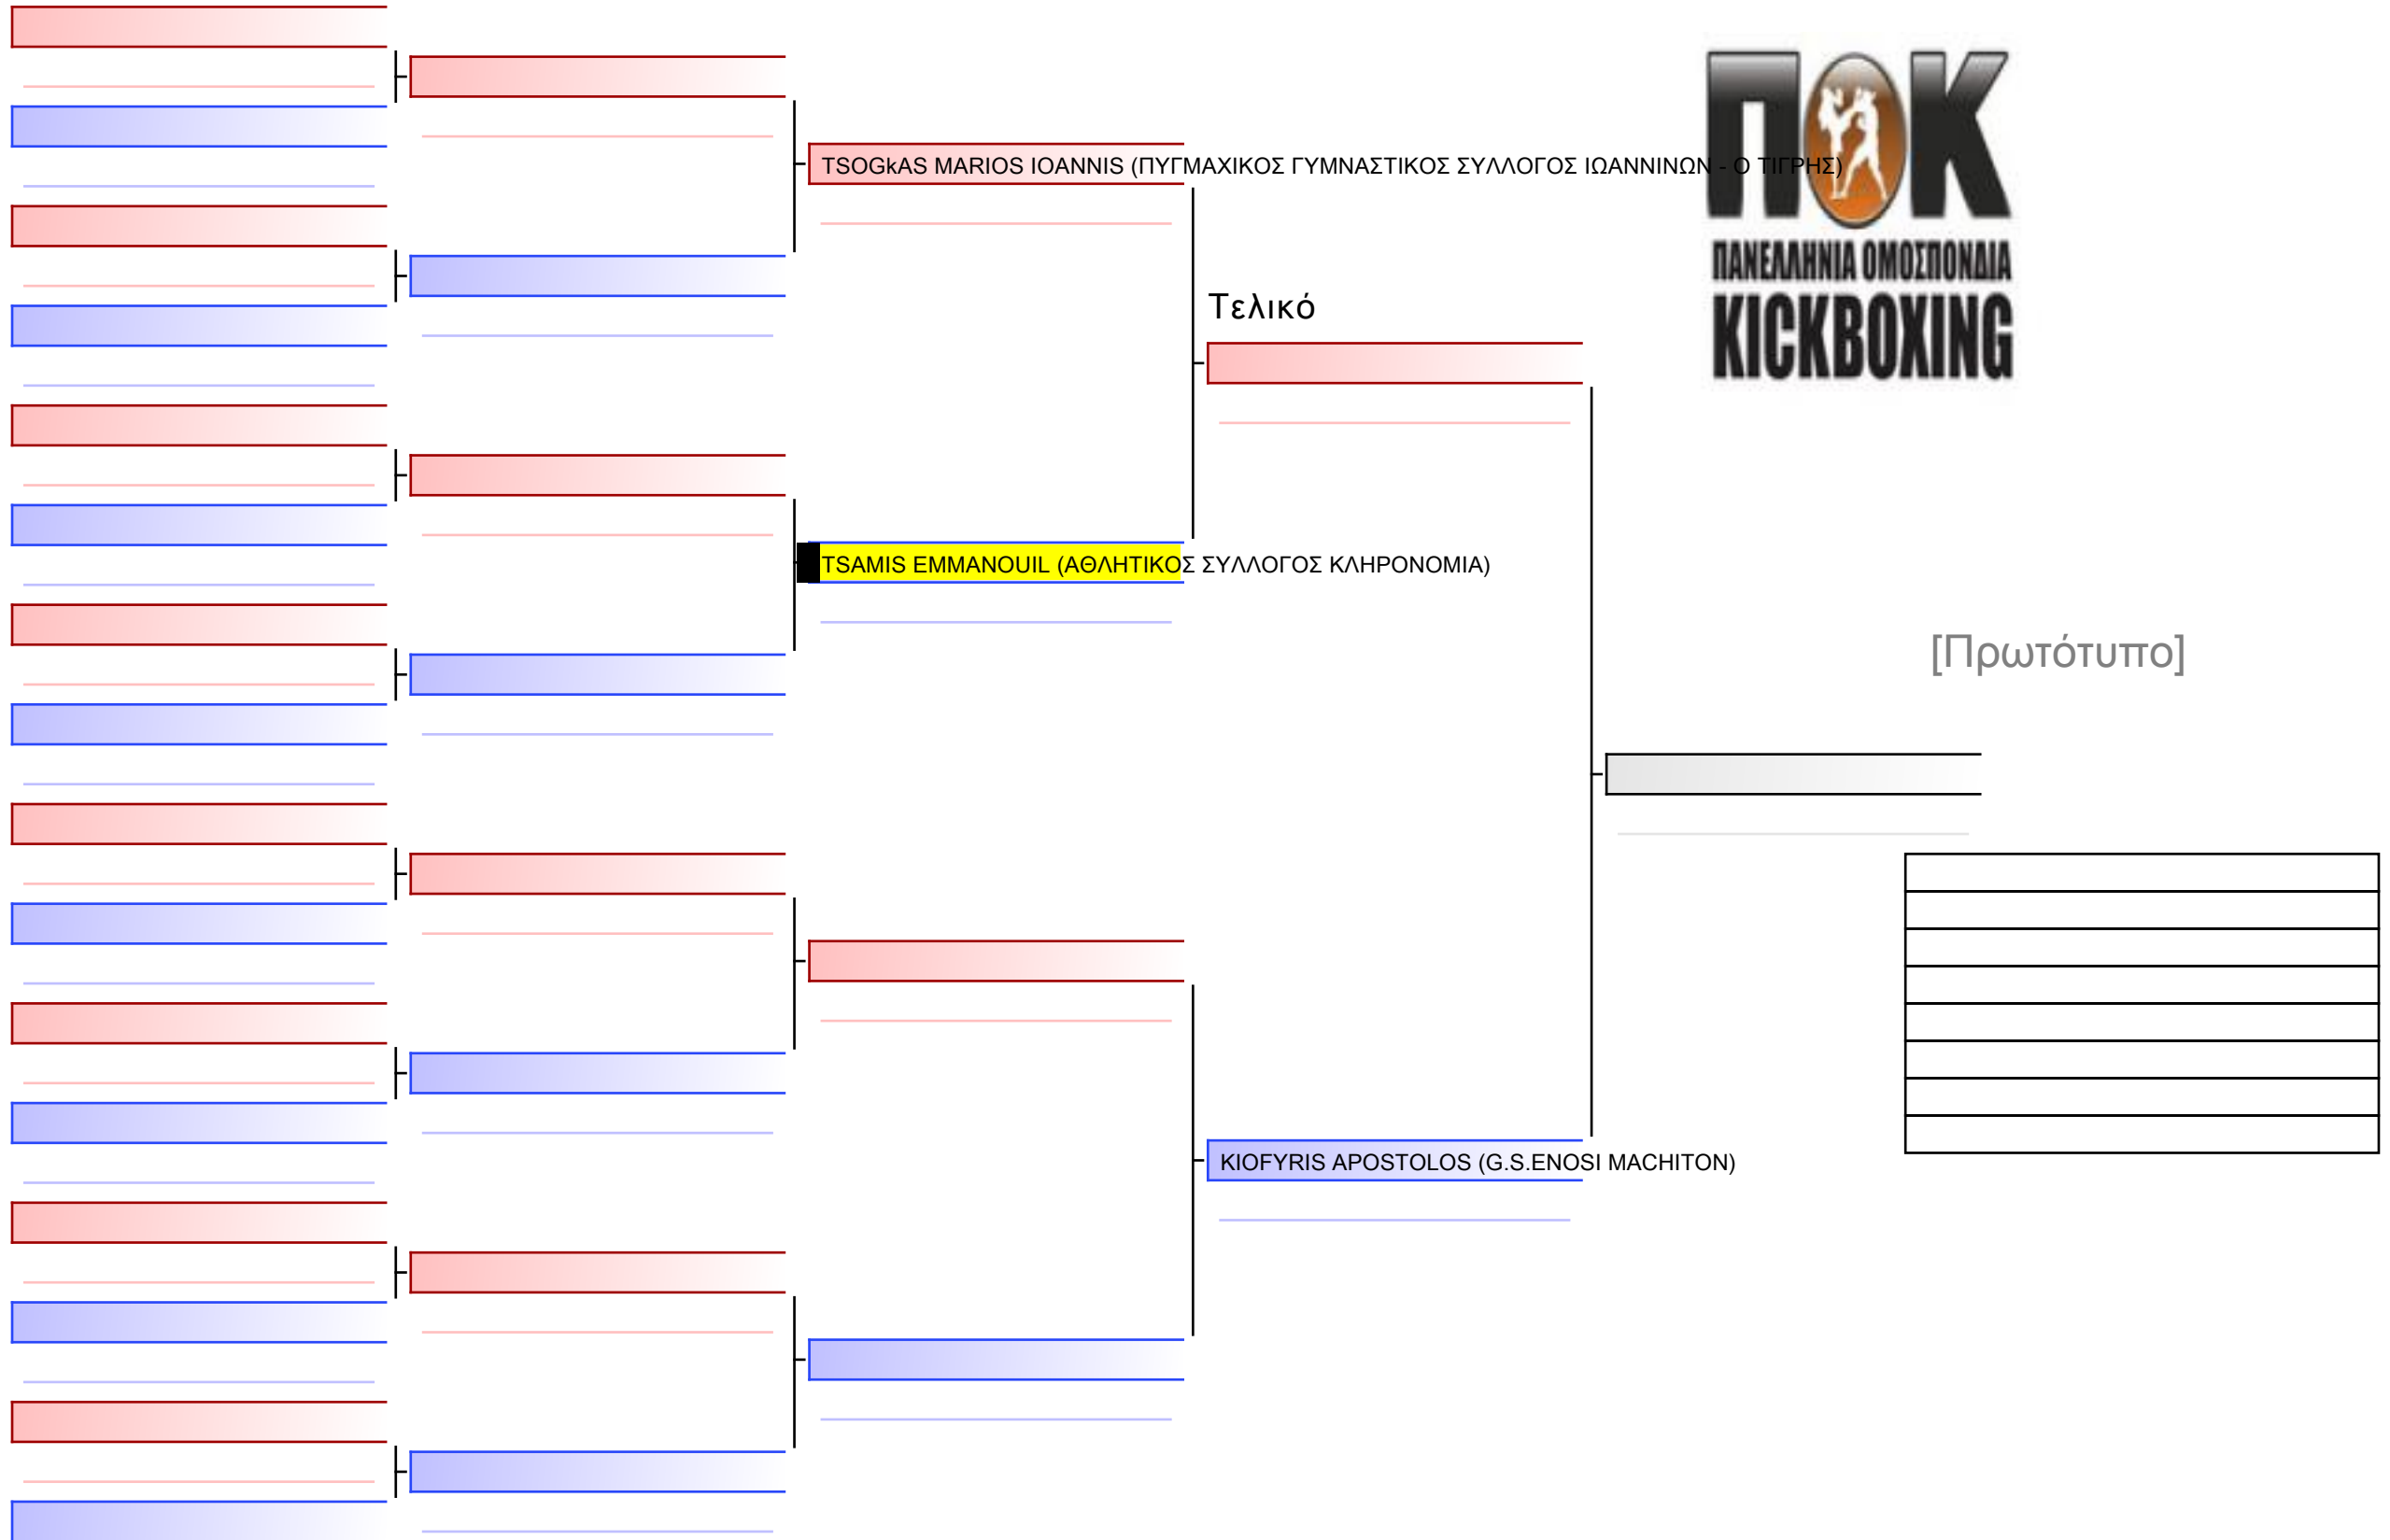 ΠΟΚ
ΠΑΝΕΛΛΗΝΙΑ ΟΜΟΣΠΟΝΔΙΑ
KICKBOXING
TSOGkAS MARIOS IOANNIS (ΠΥΓΜΑΧΙΚΟΣ ΓΥΜΝΑΣΤΙΚΟΣ ΣΥΛΛΟΓΟΣ ΙΩΑΝΝΙΝΩΝ - Ο ΤΙΓΡΗΣ)
Τελικό
TSAMIS EMMANOUIL (ΑΘΛΗΤΙΚΟΣ ΣΥΛΛΟΓΟΣ ΚΛΗΡΟΝΟΜΙΑ)
[Πρωτότυπο]
KIOFYRIS APOSTOLOS (G.S.ENOSI MACHITON)